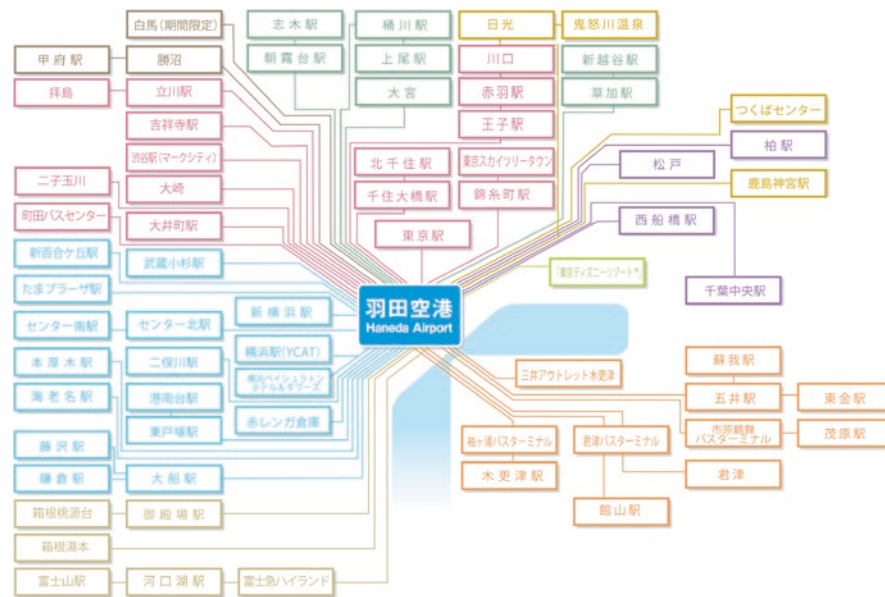 白馬(期間限定)
志木駅
桶川駅
日光
鬼怒川温泉
甲府駅
勝沼
朝霧台駅
上尾駅
川口
新越谷駅
拝島
立川駅
大宮
赤羽駅
草加駅
吉祥寺駅
王子駅
つくばセンター
渋谷駅(マークシティ)
北千住駅
東京スカイツリータウン
松戸
柏駅
二子玉川
大崎
千住大橋駅
錦糸町駅
鹿島神宮駅
町田バスセンター
大井町駅
東京駅
西船橋駅
新百合ケ丘駅
武蔵小杉駅
「東京ディズニーリゾート®」
たまプラーザ駅
羽田空港
Haneda Airport
千葉中央駅
センター南駅
センター北駅
新横浜駅
本厚木駅
二俣川駅
横浜駅(YCAT)
三井アウトレット木更津
蘇我駅
海老名駅
港南台駅
横浜ベイシェラトン
ホテル&タワーズ
五井駅
東金駅
東戸塚駅
赤レンガ倉庫
藤沢駅
袖ヶ浦バスターミナル
君津バスターミナル
市原鶴舞
バスターミナル
茂原駅
鎌倉駅
大船駅
木更津駅
君津
箱根桃源台
御殿場駅
館山駅
箱根湯本
富士山駅
河口湖駅
富士急ハイランド